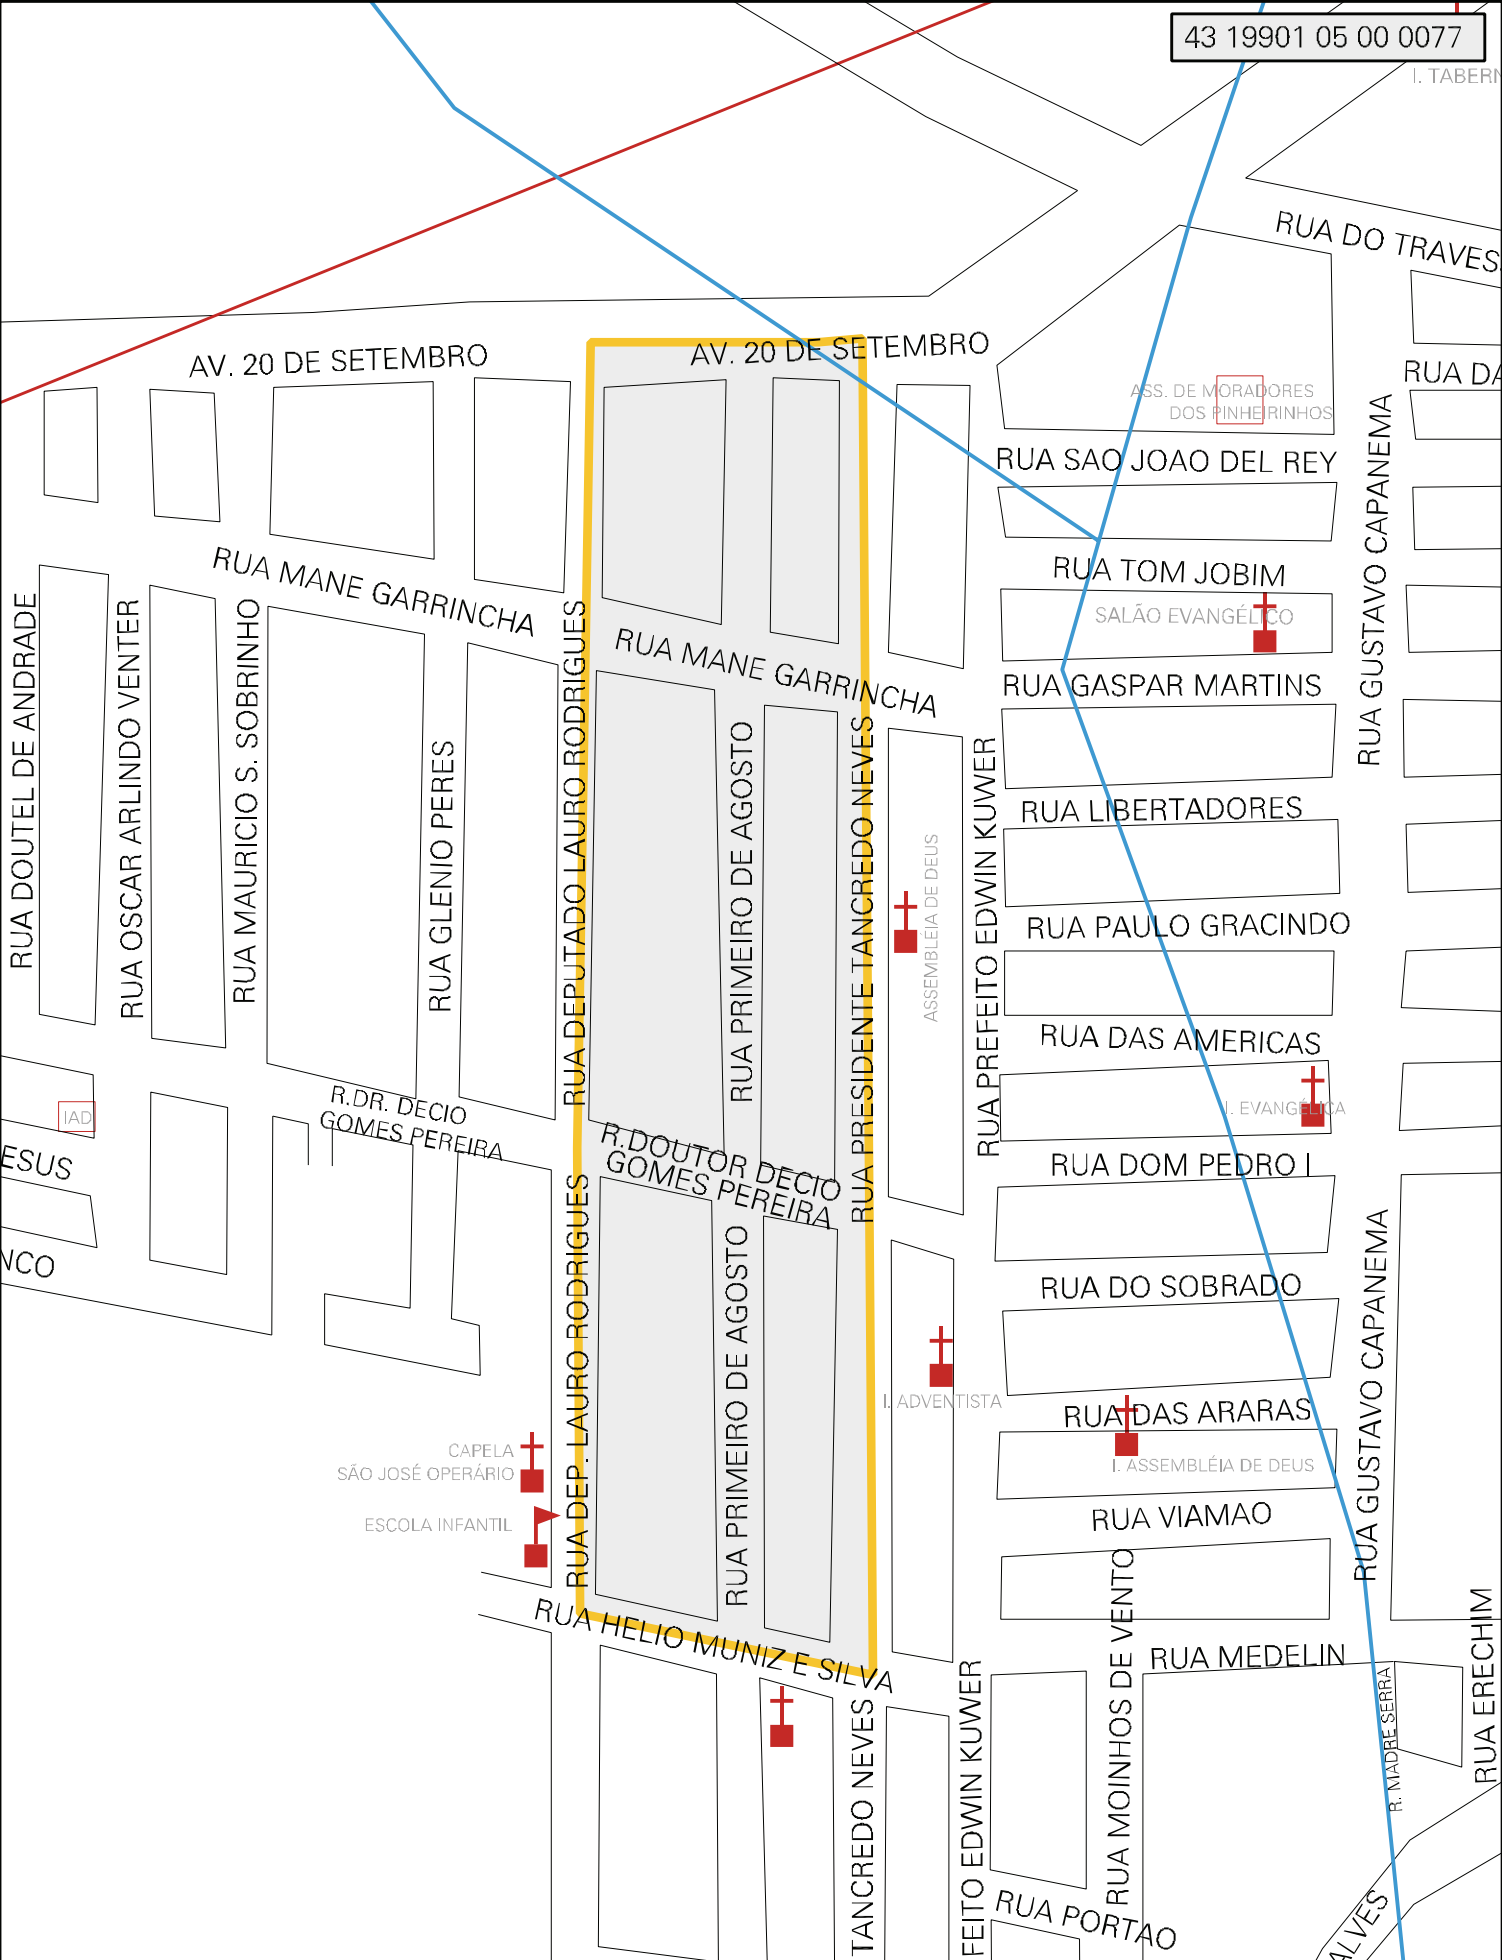 43 19901 05 00 0077
RUA DO TRAVES
AV. 20 DE SETEMBRO
AV. 20 DE SETEMBRO
RUA DA
ASS. DE MORADORES
DOS PINHEIRINHOS
RUA SAO JOAO DEL REY
RUA GUSTAVO CAPANEMA
RUA MANE GARRINCHA
RUA TOM JOBIM
SALÃO EVANGÉLICO
RUA DOUTEL DE ANDRADE
RUA OSCAR ARLINDO VENTER
RUA MAURICIO S. SOBRINHO
RUA GLENIO PERES
RUA DEPUTADO LAURO RODRIGUES
RUA MANE GARRINCHA
RUA GASPAR MARTINS
RUA PRIMEIRO DE AGOSTO
RUA PRESIDENTE TANCREDO NEVES
ASSEMBLÉIA DE DEUS
RUA PREFEITO EDWIN KUWER
RUA LIBERTADORES
RUA PAULO GRACINDO
RUA DAS AMERICAS
IAD
R.DR. DECIO
GOMES PEREIRA
I. EVANGÉLICA
R.DOUTOR DECIO
GOMES PEREIRA
ESUS
RUA DOM PEDRO I
NCO
RUA DEP. LAURO RODRIGUES
RUA PRIMEIRO DE AGOSTO
RUA DO SOBRADO
RUA GUSTAVO CAPANEMA
I. ADVENTISTA
RUA DAS ARARAS
CAPELA
SÃO JOSÉ OPERÁRIO
I. ASSEMBLÉIA DE DEUS
ESCOLA INFANTIL
RUA VIAMAO
RUA HELIO MUNIZ E SILVA
RUA MOINHOS DE VENTO
RUA MEDELIN
R. MADRE SERRA
RUA ERECHIM
TANCREDO NEVES
FEITO EDWIN KUWER
RUA PORTAO
ALVES
I. TABERN